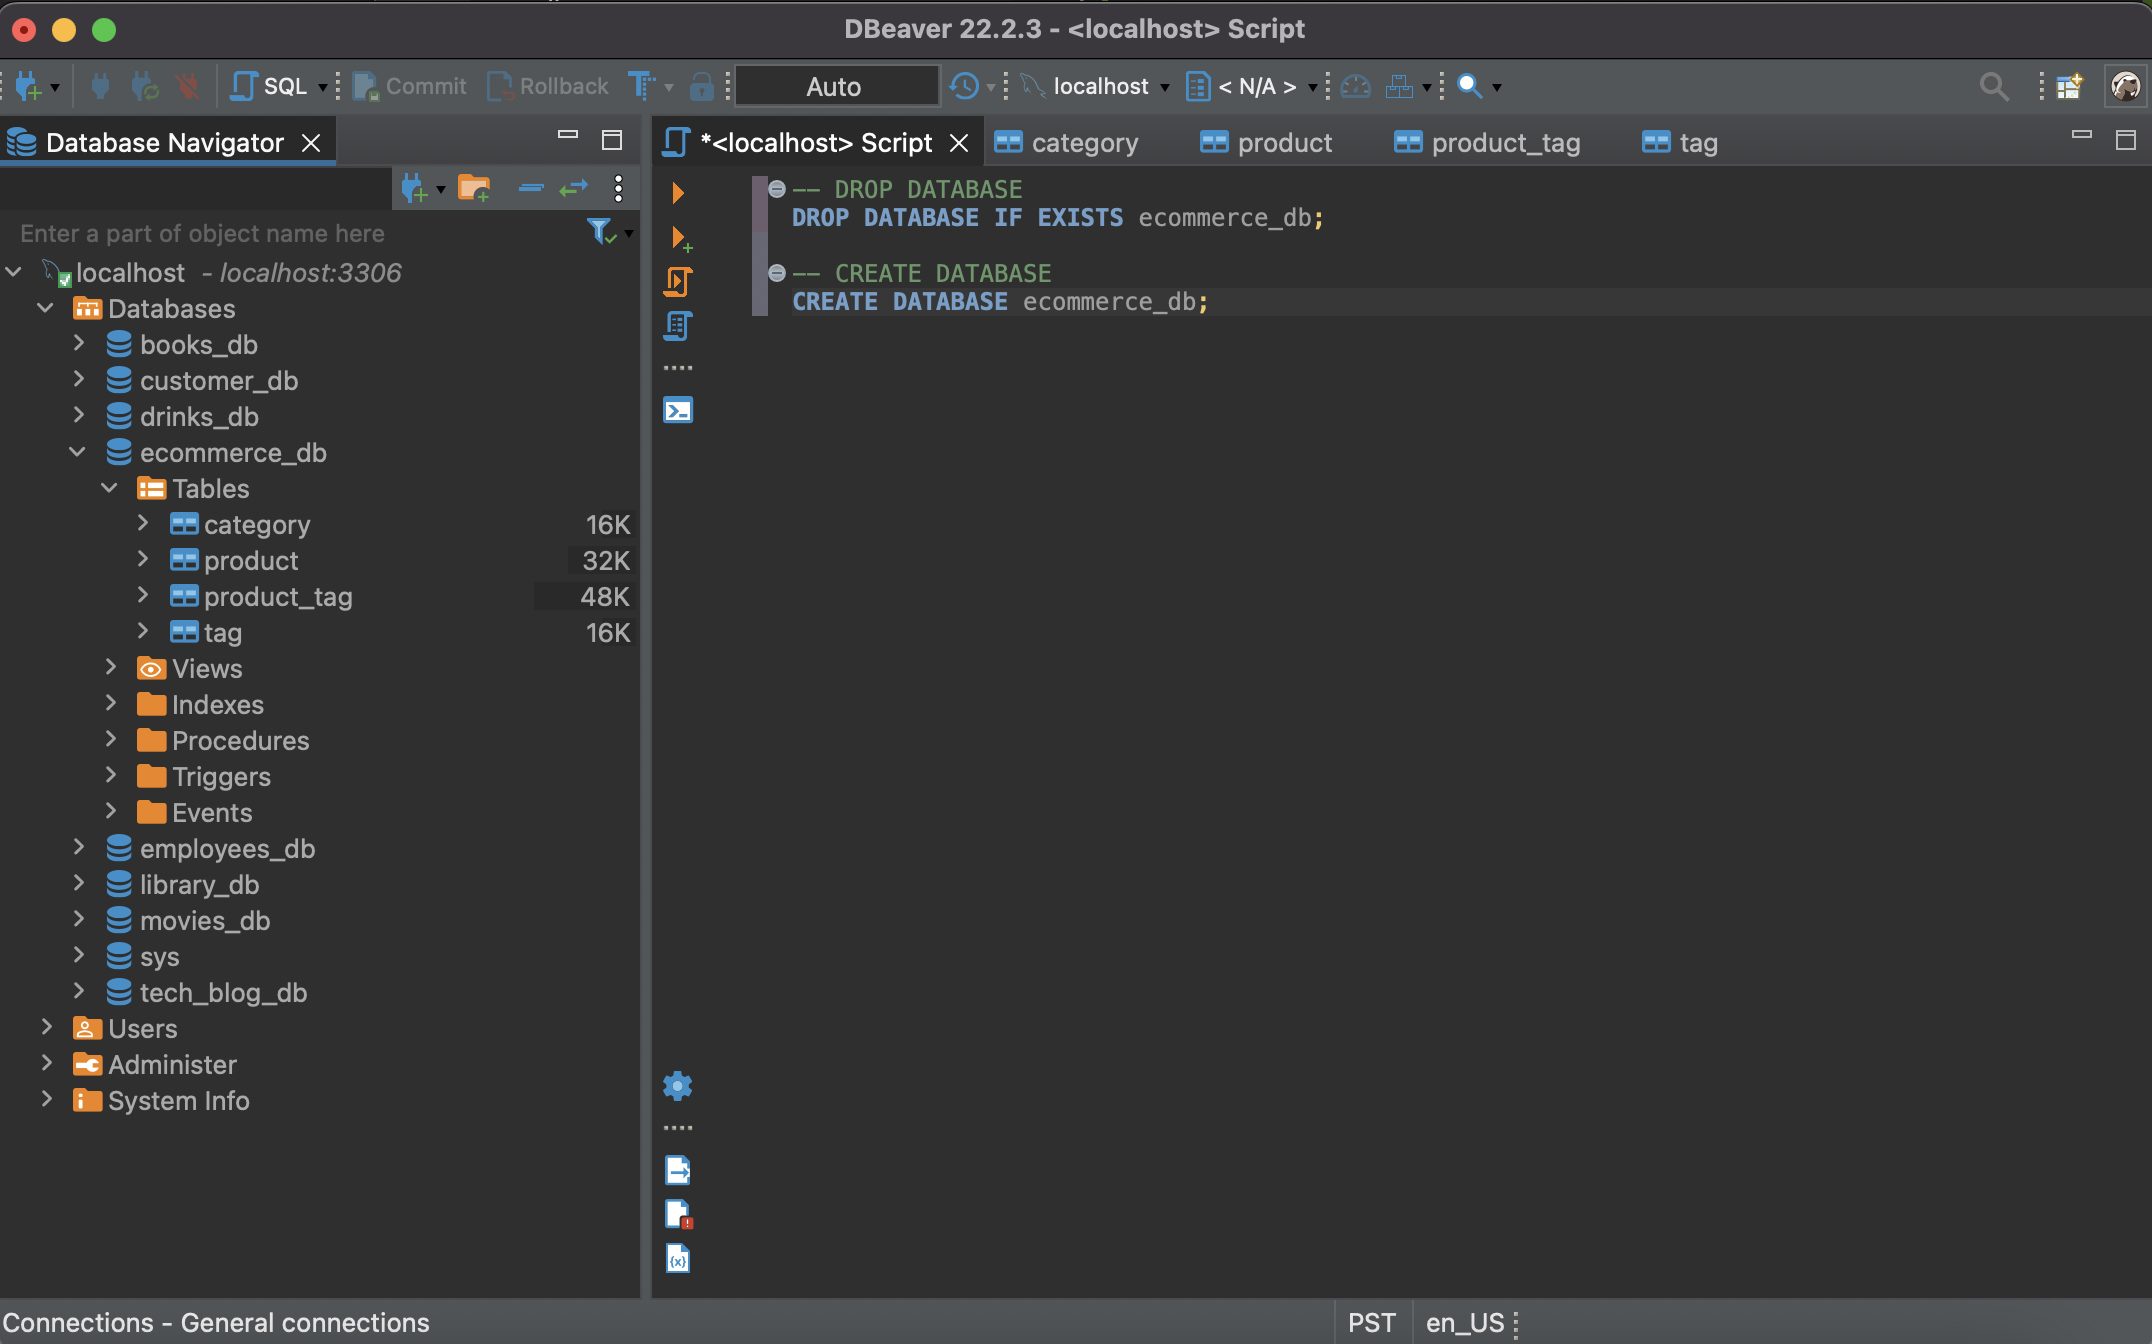 DBeaver 22.2.3 - <localhost> Script
SQL Commit Rollback Auto localhost < N/A >
Database Navigator
*<localhost> Script category product product_tag tag
Enter a part of object name here
localhost - localhost:3306
Databases
books_db
customer_db
drinks_db
ecommerce_db
Tables
category 16K
product 32K
product_tag 48K
tag 16K
Views
Indexes
Procedures
Triggers
Events
employees_db
library_db
movies_db
sys
tech_blog_db
Users
Administer
System Info
-- DROP DATABASE
DROP DATABASE IF EXISTS ecommerce_db;
-- CREATE DATABASE
CREATE DATABASE ecommerce_db;
Connections - General connections
PST en_US